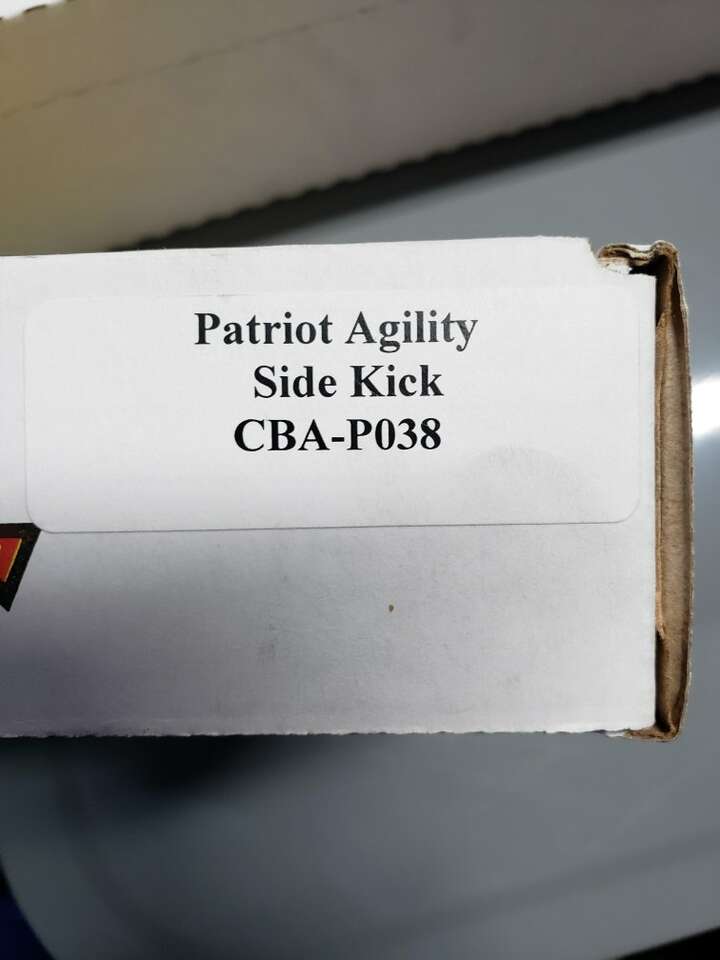 Patriot Agility
Side Kick
CBA-P038